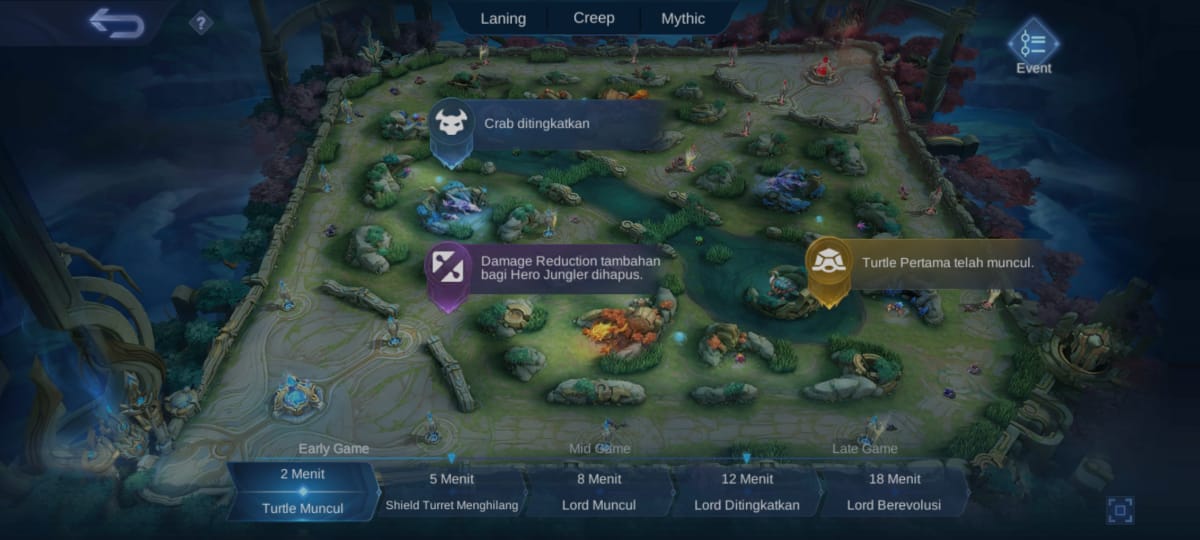 ?
Laning
Creep
Mythic
Event
Crab ditingkatkan
Damage Reduction tambahan
bagi Hero Jungler dihapus.
Turtle Pertama telah muncul.
Early Game
Mid Game
Late Game
2 Menit
Turtle Muncul
5 Menit
Shield Turret Menghilang
8 Menit
Lord Muncul
12 Menit
Lord Ditingkatkan
18 Menit
Lord Berevolusi